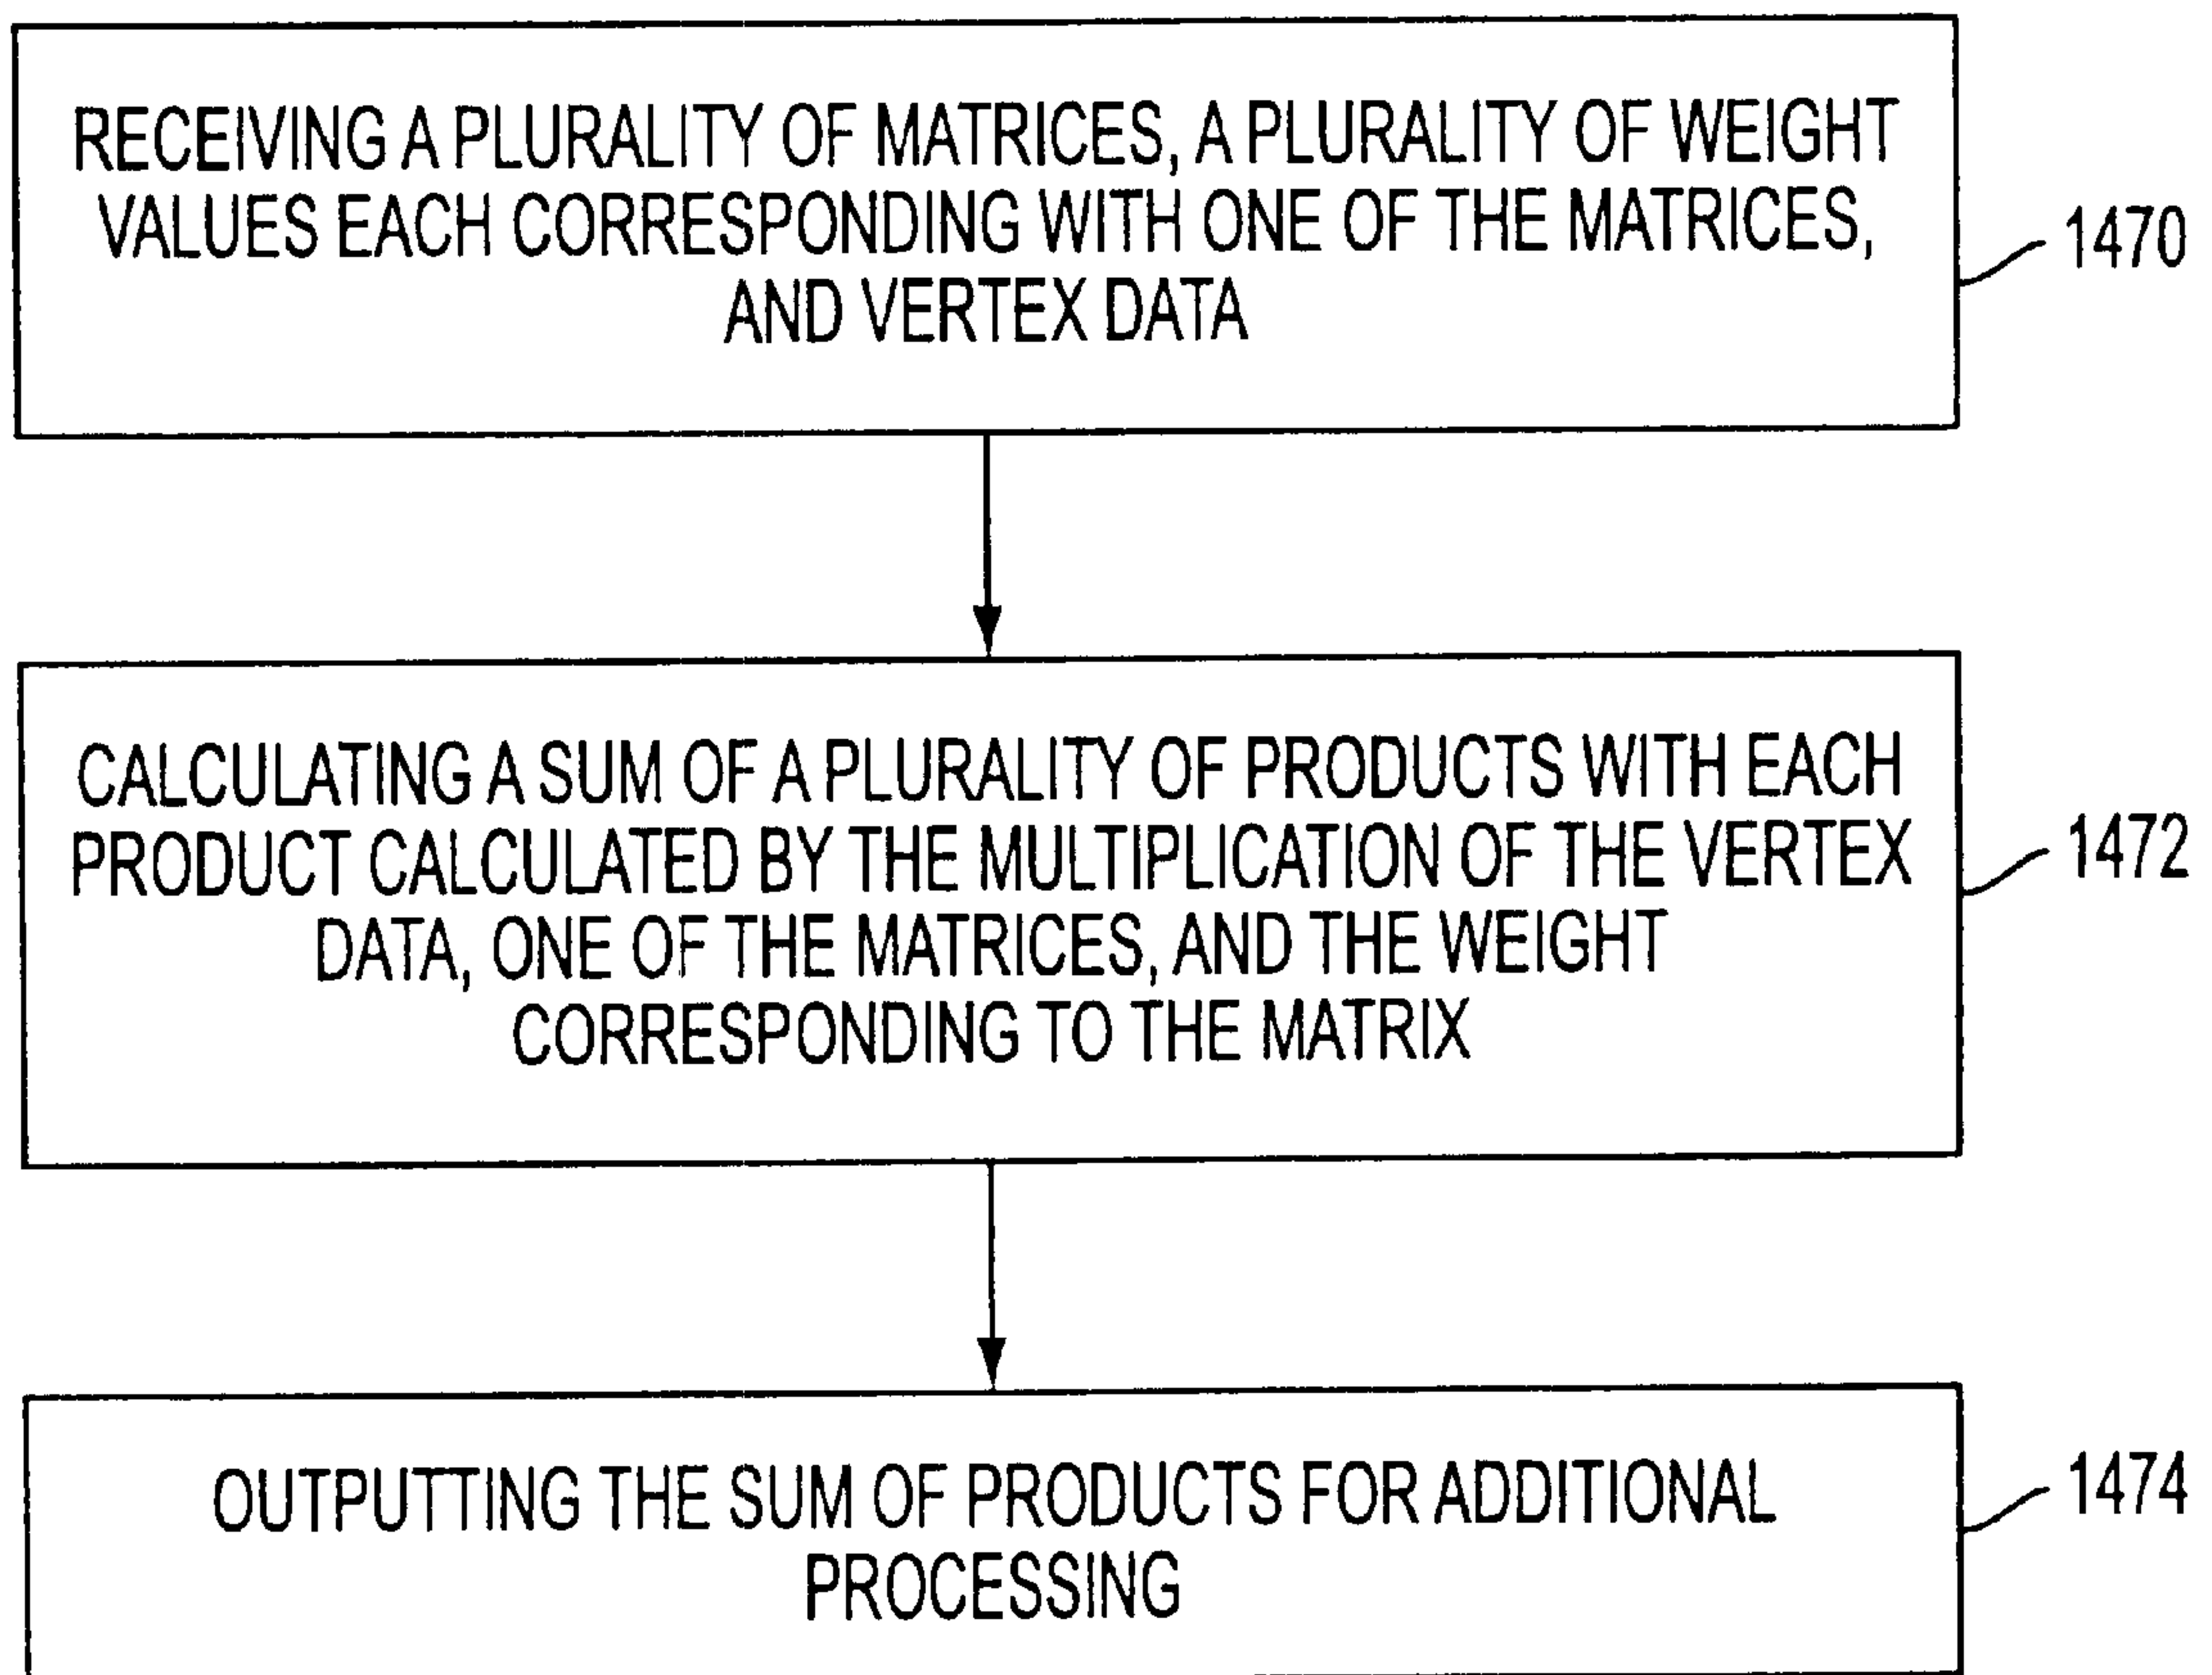 RECEIVING A PLURALITY OF MATRICES, A PLURALITY OF WEIGHT
VALUES EACH CORRESPONDING WITH ONE OF THE MATRICES,
AND VERTEX DATA
1470
CALCULATING A SUM OF A PLURALITY OF PRODUCTS WITH EACH
PRODUCT CALCULATED BY THE MULTIPLICATION OF THE VERTEX
DATA, ONE OF THE MATRICES, AND THE WEIGHT
CORRESPONDING TO THE MATRIX
1472
OUTPUTTING THE SUM OF PRODUCTS FOR ADDITIONAL
PROCESSING
1474